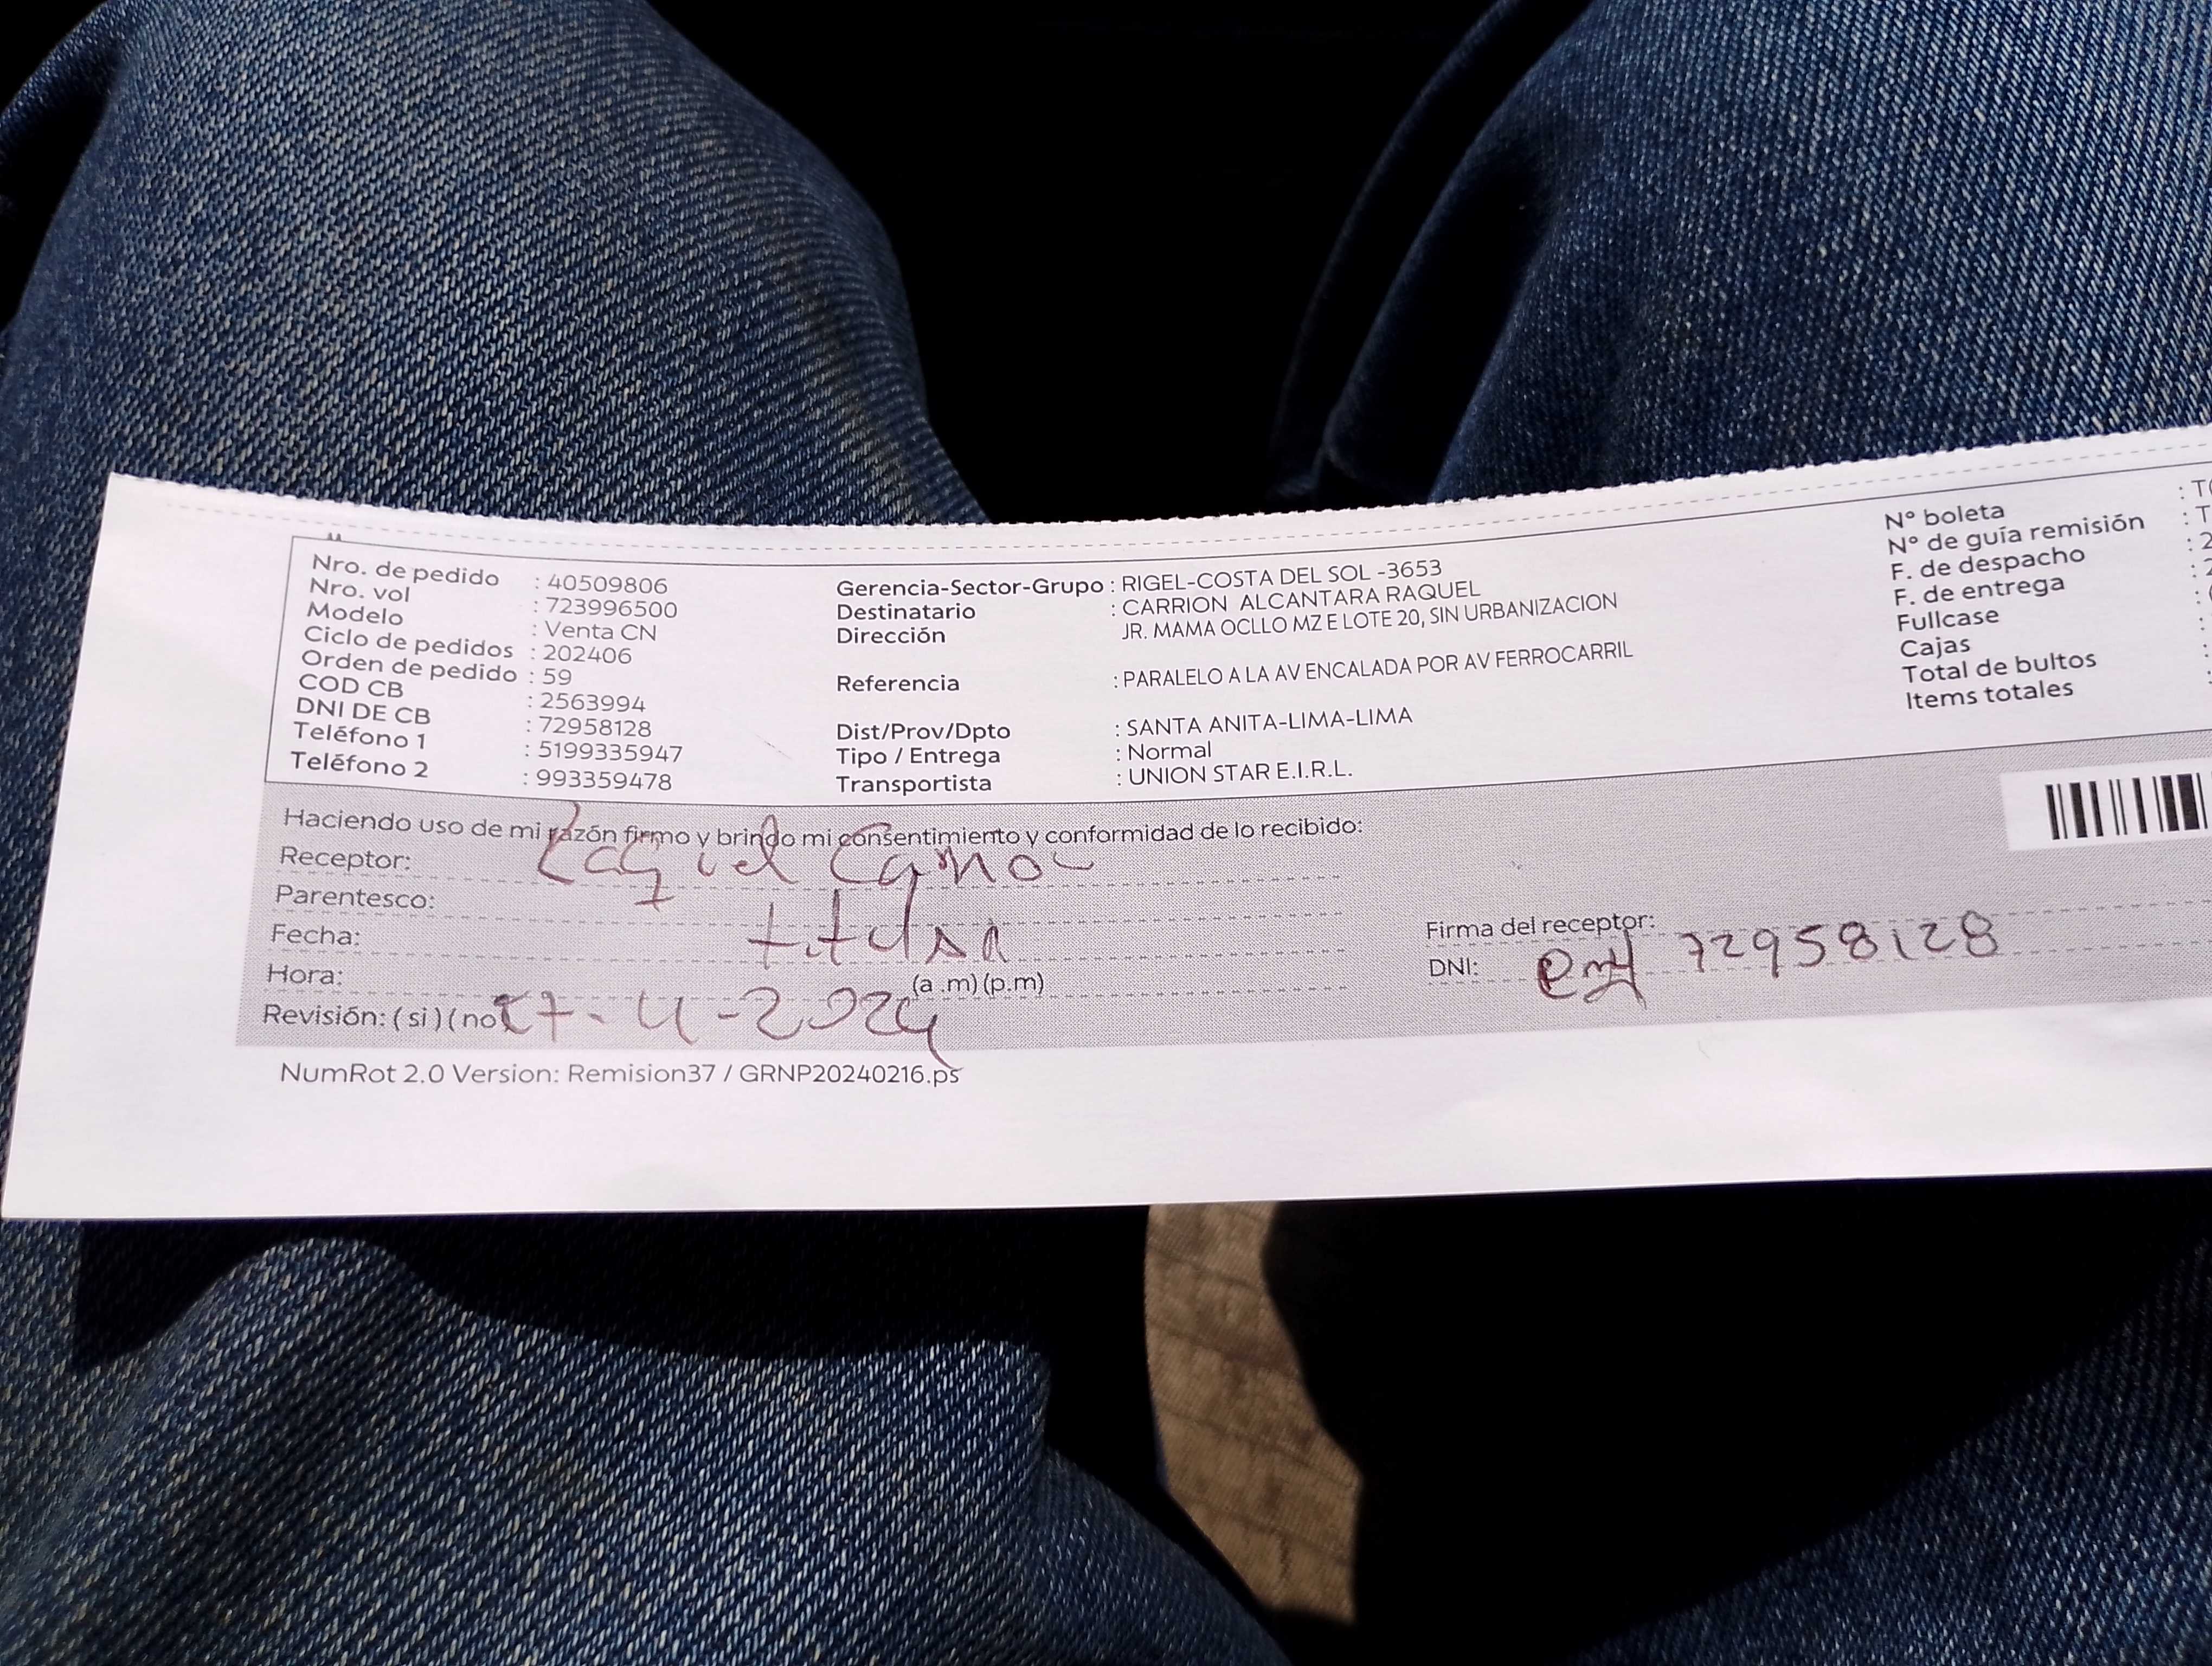 Nro. de pedido : 40509806
Nro. vol : 723996500
Modelo : Venta CN
Ciclo de pedidos : 202406
Orden de pedido : 59
COD CB : 2563994
DNI DE CB : 72958128
Teléfono 1 : 5199335947
Teléfono 2 : 993359478
Gerencia-Sector-Grupo : RIGEL-COSTA DEL SOL -3653
Destinatario : CARRION ALCANTARA RAQUEL
Dirección JR. MAMA OCLLO MZ E LOTE 20, SIN URBANIZACION
Referencia : PARALELO A LA AV ENCALADA POR AV FERROCARRIL
Dist/Prov/Dpto : SANTA ANITA-LIMA-LIMA
Tipo / Entrega : Normal
Transportista : UNION STAR E.I.R.L.
Nº boleta : T
Nº de guía remisión : T
F. de despacho : 2
F. de entrega : 2
Fullcase :
Cajas :
Total de bultos :
Items totales :
Haciendo uso de mi razón firmo y brindo mi consentimiento y conformidad de lo recibido:
Receptor: Raquel
Parentesco:
Fecha:
Hora: (a .m) (p.m)
Revisión: ( si ) ( no
Firma del receptor:
DNI: 72958128
NumRot 2.0 Version: Remision37 / GRNP20240216.ps